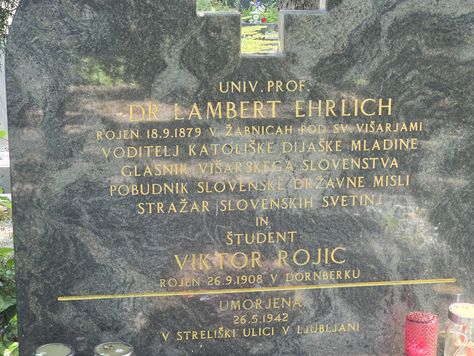 UNIV. PROF.
DR LAMBERT EHRLICH
ROJEN 18.9.1879 V ŽABNICAH POD SV. VIŠARJAMI
VODITELJ KATOLIŠKE DIJAŠKE MLADINE
GLASNIK VIŠARSKEGA SLOVENSTVA
POBUDNIK SLOVENSKE DRŽAVNE MISLI
STRAŽAR SLOVENSKIH SVETINJ
IN
ŠTUDENT
VIKTOR ROJIC
ROJEN 26.9.1908 V DORNBERKU
UMORJENA
26.5.1942
V STRELIŠKI ULICI V LJUBLJANI